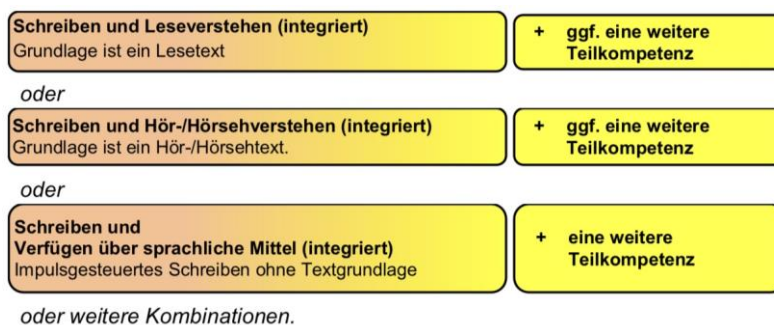 Schreiben und Leseverstehen (integriert)
Grundlage ist ein Lesetext
+ ggf. eine weitere
Teilkompetenz
oder
Schreiben und Hör-/Hörsehverstehen (integriert)
Grundlage ist ein Hör-/Hörsehtext.
+ ggf. eine weitere
Teilkompetenz
oder
Schreiben und
Verfügen über sprachliche Mittel (integriert)
Impulsgesteuertes Schreiben ohne Textgrundlage
+ eine weitere
Teilkompetenz
oder weitere Kombinationen.